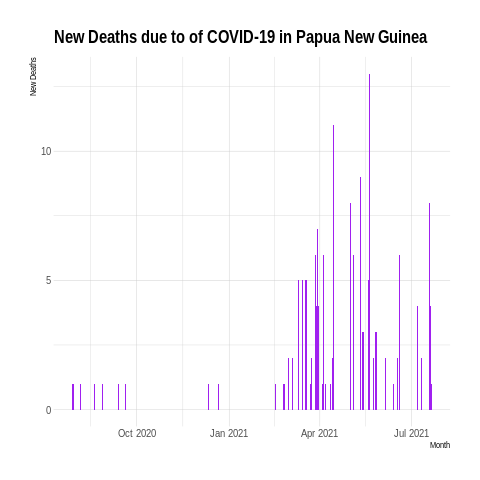 New Deaths due to of COVID-19 in Papua New Guinea
New Deaths
10
5
0
Oct 2020 Jan 2021 Apr 2021 Jul 2021
Month